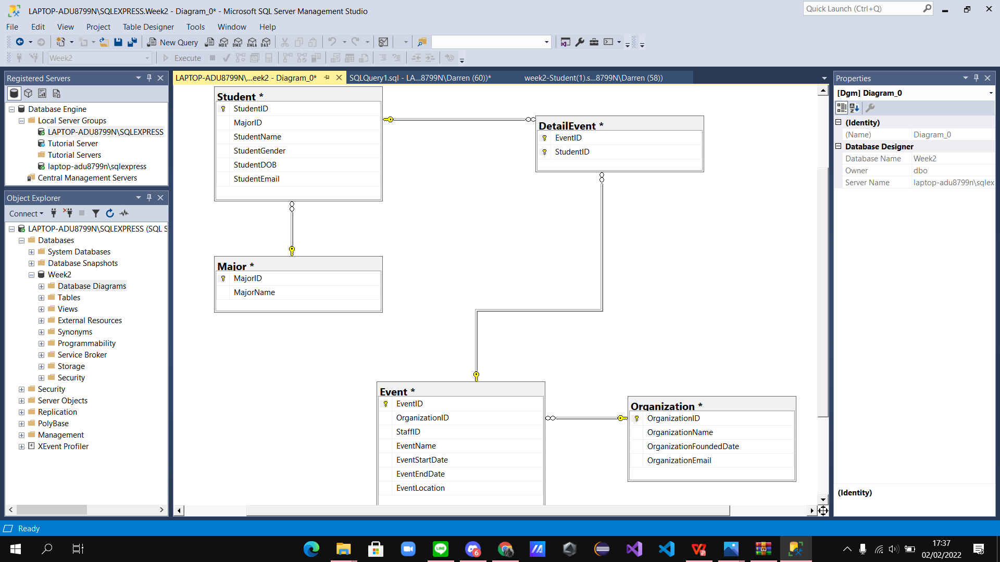 LAPTOP-ADU8799N\SQLEXPRESS.Week2 - Diagram_0* - Microsoft SQL Server Management Studio
Quick Launch (Ctrl+Q)
File Edit View Project Table Designer Tools Window Help
New Query
MDX DMX XMLA DAX
Week2
Execute
Registered Servers
Database Engine
Local Server Groups
LAPTOP-ADU8799N\SQLEXPRESS
Tutorial Server
Tutorial Servers
laptop-adu8799n\sqlexpress
Central Management Servers
Object Explorer
Connect
LAPTOP-ADU8799N\SQLEXPRESS (SQL S
Databases
System Databases
Database Snapshots
Week2
Database Diagrams
Tables
Views
External Resources
Synonyms
Programmability
Service Broker
Storage
Security
Security
Server Objects
Replication
PolyBase
Management
XEvent Profiler
LAPTOP-ADU8799N\...eek2 - Diagram_0*
SQLQuery1.sql - LA...8799N\Darren (60))*
week2-Student(1).s...8799N\Darren (58))
Student *
StudentID
MajorID
StudentName
StudentGender
StudentDOB
StudentEmail
DetailEvent *
EventID
StudentID
Major *
MajorID
MajorName
Event *
EventID
OrganizationID
StaffID
EventName
EventStartDate
EventEndDate
EventLocation
Organization *
OrganizationID
OrganizationName
OrganizationFoundedDate
OrganizationEmail
Properties
[Dgm] Diagram_0
(Identity)
(Name) Diagram_0
Database Designer
Database Name Week2
Owner dbo
Server Name laptop-adu8799n\sqlex
(Identity)
Ready
6
17:37
02/02/2022